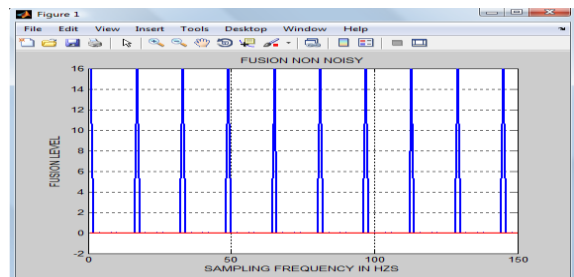 Figure 1
File Edit View Insert Tools Desktop Window Help
FUSION NON NOISY
FUSION LEVEL
16
14
12
10
8
6
4
2
0
-2
0 50 100 150
SAMPLING FREQUENCY IN HZS